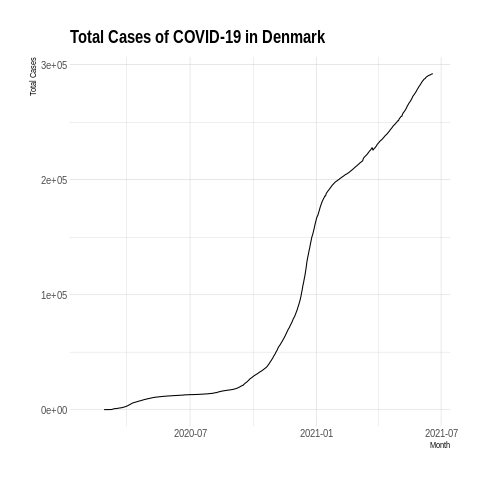 Total Cases of COVID-19 in Denmark
Total Cases
3e+05
2e+05
1e+05
0e+00
2020-07
2021-01
2021-07
Month